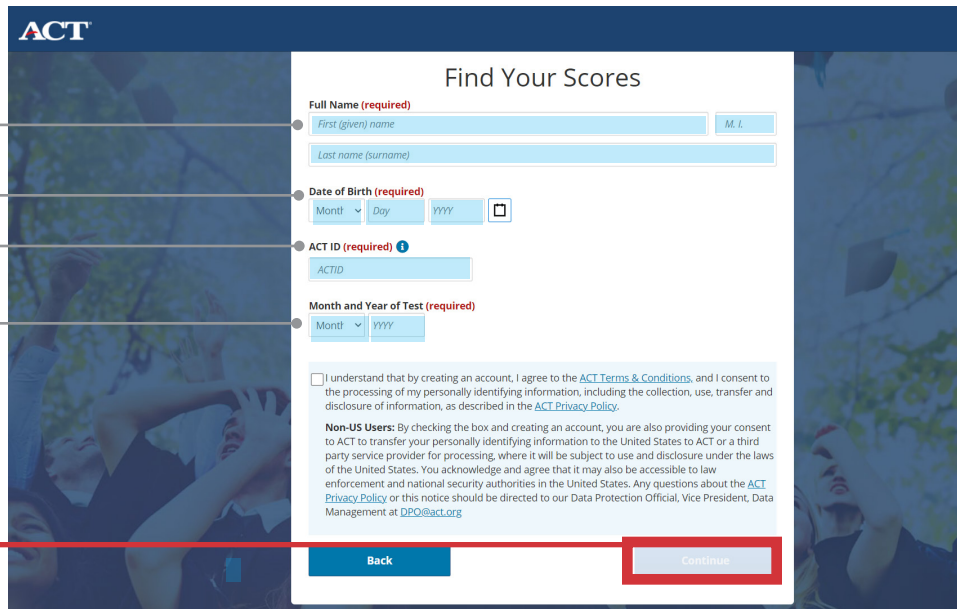 ACT®
Find Your Scores
Full Name (required)
First (given) name M. I.
Last name (surname)
Date of Birth (required)
Month Day YYYY
ACT ID (required)
ACTID
Month and Year of Test (required)
Month YYYY
I understand that by creating an account, I agree to the ACT Terms & Conditions, and I consent to
the processing of my personally identifying information, including the collection, use, transfer and
disclosure of information, as described in the ACT Privacy Policy.
Non-US Users: By checking the box and creating an account, you are also providing your consent
to ACT to transfer your personally identifying information to the United States to ACT or a third
party service provider for processing, where it will be subject to use and disclosure under the laws
of the United States. You acknowledge and agree that it may also be accessible to law
enforcement and national security authorities in the United States. Any questions about the ACT
Privacy Policy or this notice should be directed to our Data Protection Official, Vice President, Data
Management at DPO@act.org
Back Continue